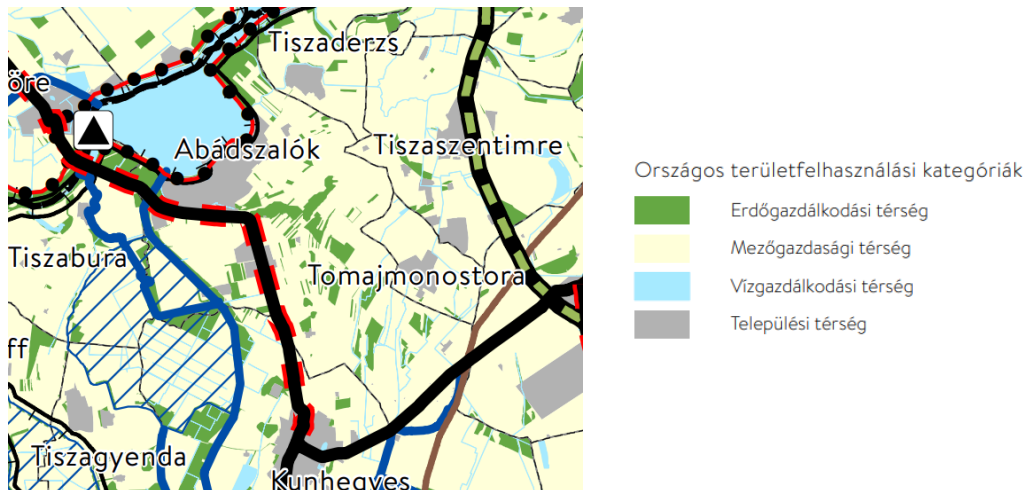 Tiszaderzs
őre
Abádszalók
Tiszaszentimre
Tiszabura
Tomajmonostora
ff
Tiszagyenda
Kunhegyes
Országos területfelhasználási kategóriák
Erdőgazdálkodási térség
Mezőgazdasági térség
Vízgazdálkodási térség
Települési térség